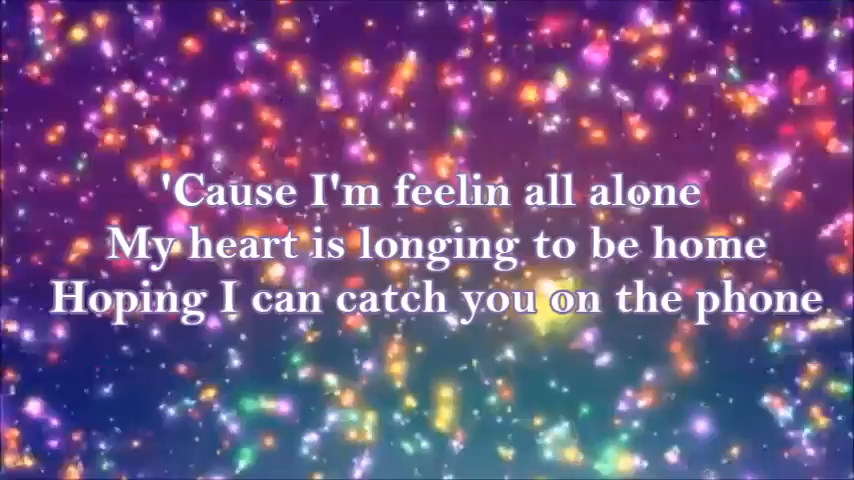 'Cause I'm feelin all alone
My heart is longing to be home
Hoping I can catch you on the phone